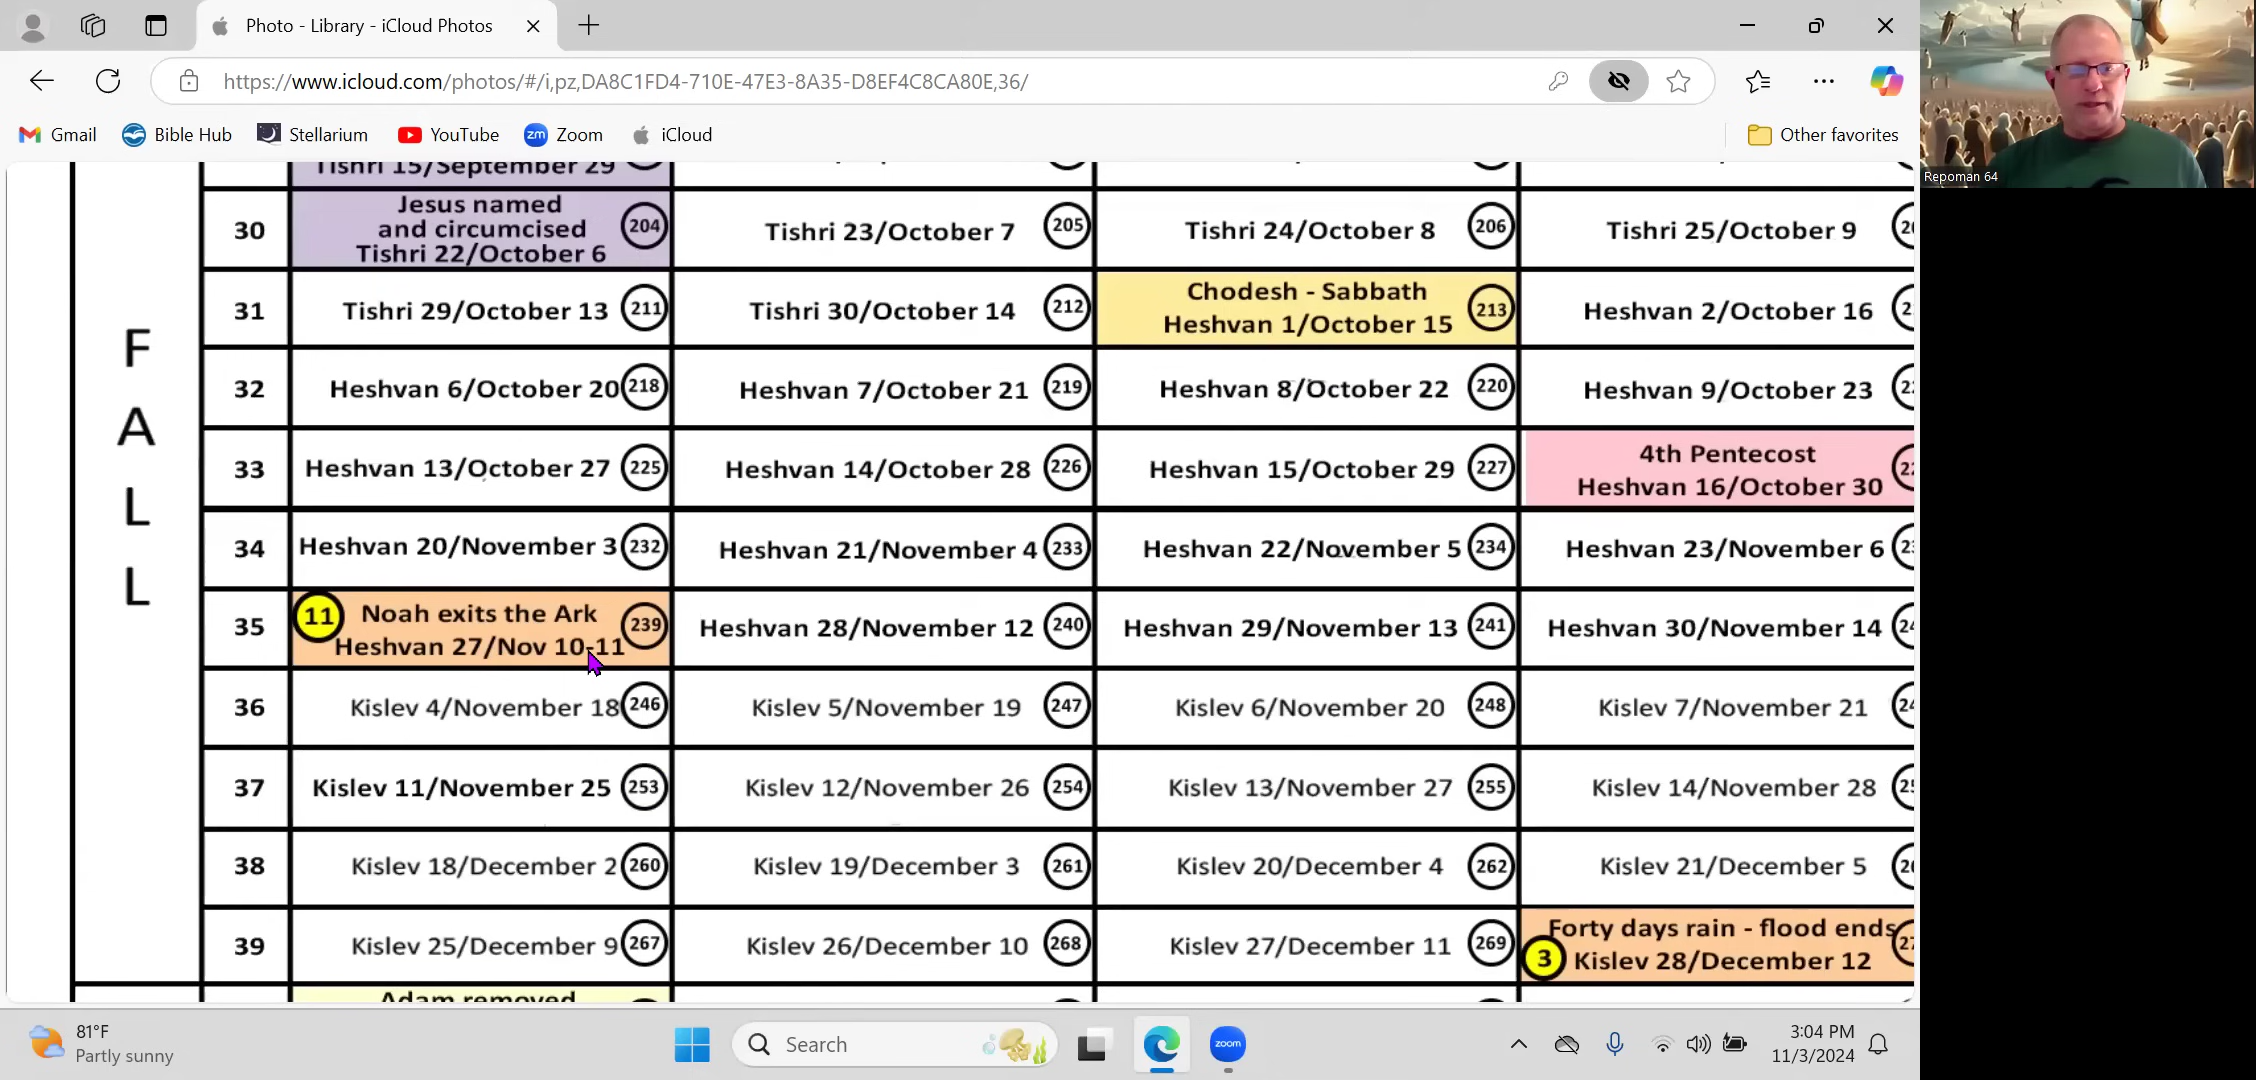 Photo - Library - iCloud Photos
https://www.icloud.com/photos/#/i,pz,DA8C1FD4-710E-47E3-8A35-D8EF4C8CA80E,36/
Gmail
Bible Hub
Stellarium
YouTube
zm Zoom
iCloud
Other favorites
Repoman 64
FALL
Tishri 15/September 29
30
Jesus named
and circumcised
Tishri 22/October 6
204
Tishri 23/October 7
205
Tishri 24/October 8
206
Tishri 25/October 9
31
Tishri 29/October 13
211
Tishri 30/October 14
212
Chodesh - Sabbath
Heshvan 1/October 15
213
Heshvan 2/October 16
32
Heshvan 6/October 20
218
Heshvan 7/October 21
219
Heshvan 8/October 22
220
Heshvan 9/October 23
33
Heshvan 13/October 27
225
Heshvan 14/October 28
226
Heshvan 15/October 29
227
4th Pentecost
Heshvan 16/October 30
34
Heshvan 20/November 3
232
Heshvan 21/November 4
233
Heshvan 22/November 5
234
Heshvan 23/November 6
35
11
Noah exits the Ark
Heshvan 27/Nov 10-11
239
Heshvan 28/November 12
240
Heshvan 29/November 13
241
Heshvan 30/November 14
36
Kislev 4/November 18
246
Kislev 5/November 19
247
Kislev 6/November 20
248
Kislev 7/November 21
37
Kislev 11/November 25
253
Kislev 12/November 26
254
Kislev 13/November 27
255
Kislev 14/November 28
38
Kislev 18/December 2
260
Kislev 19/December 3
261
Kislev 20/December 4
262
Kislev 21/December 5
39
Kislev 25/December 9
267
Kislev 26/December 10
268
Kislev 27/December 11
269
Forty days rain - flood ends
3
Kislev 28/December 12
Adam removed
81°F
Partly sunny
Search
zoom
3:04 PM
11/3/2024